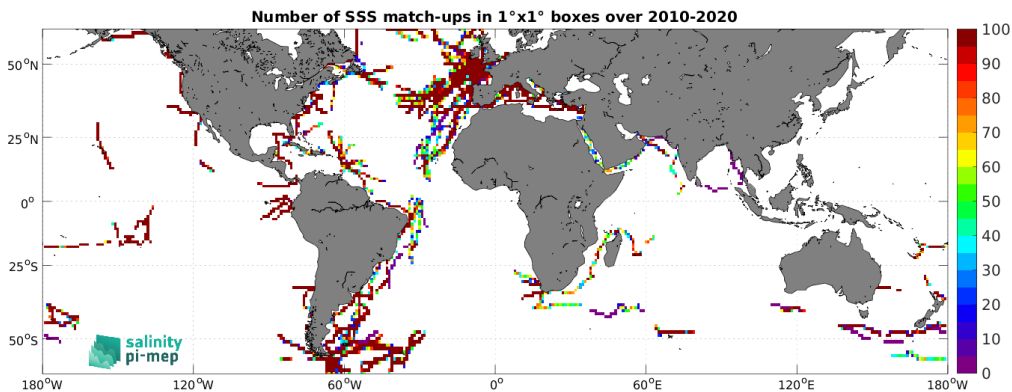 Number of SSS match-ups in 1°x1° boxes over 2010-2020
100
90
80
70
60
50
40
30
20
10
0
50°N
25°N
0°
25°S
50°S
salinity
pi-mep
180°W 120°W 60°W 0° 60°E 120°E 180°W